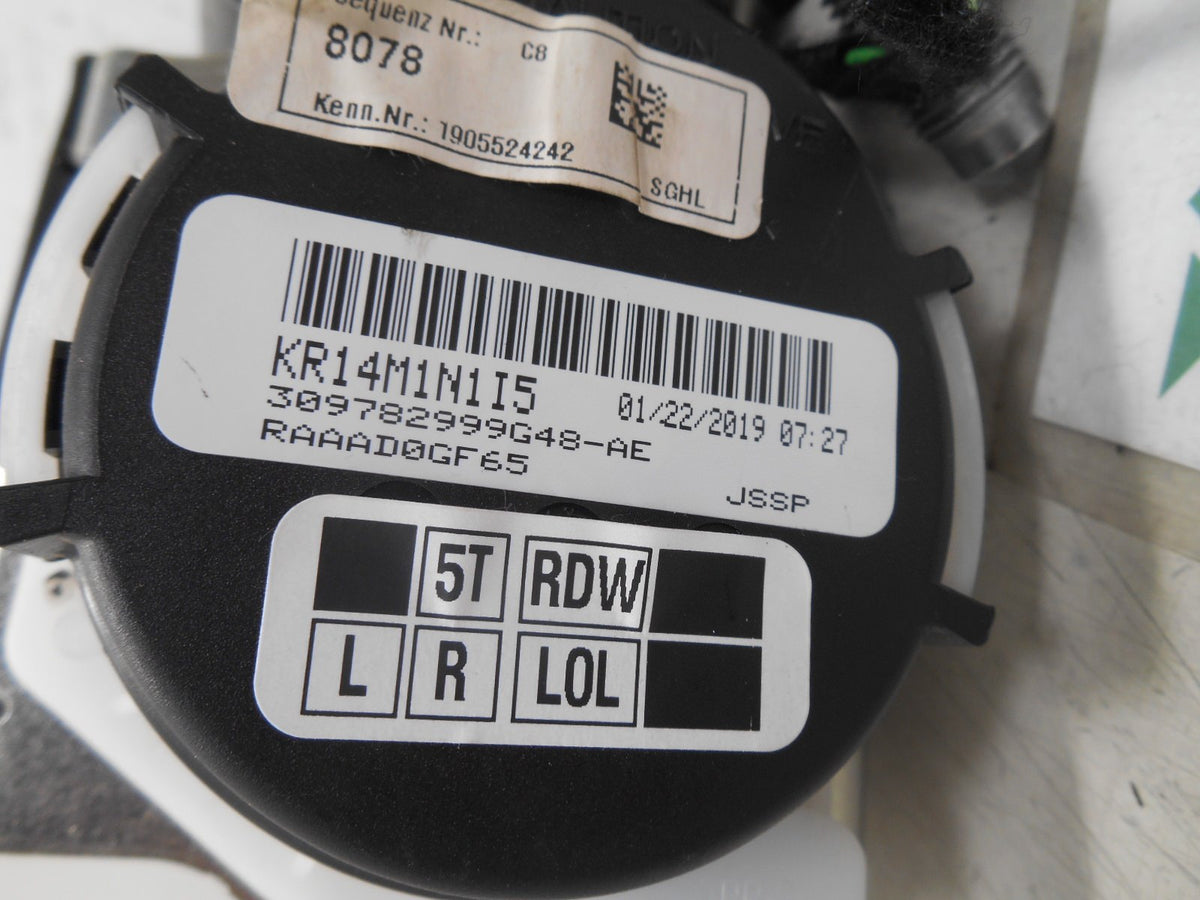 Sequenz Nr.: C8
8078
Kenn.Nr.: 1905524242
SGHL
KR14M1N1I5
01/22/2019 07:27
309782999G48-AE
RAAAD0GF65
JSSP
5T RDW
L R LOL